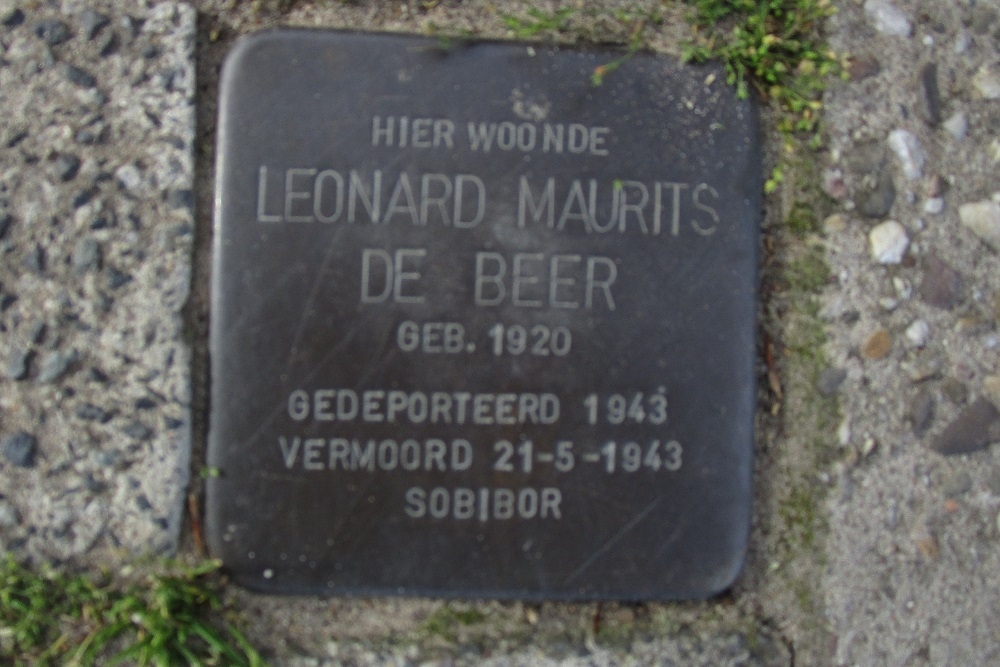 HIER WOONDE
LEONARD MAURITS
DE BEER
GEB. 1920
GEDEPORTEERD 1943
VERMOORD 21-5-1943
SOBIBOR